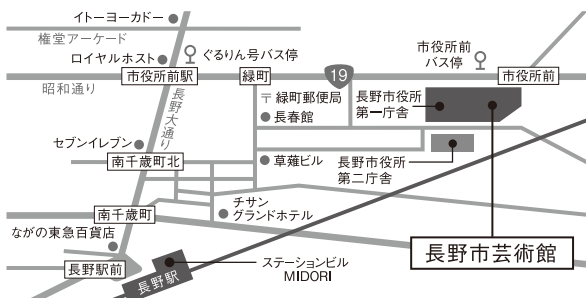 イトーヨーカドー
権堂アーケード
ロイヤルホスト
ぐるりん号バス停
市役所前
バス停
市役所前駅
緑町
19
市役所前
昭和通り
長野大通り
〒緑町郵便局
長春館
長野市役所
第一庁舎
セブンイレブン
南千歳町北
草薙ビル
長野市役所
第二庁舎
チサン
グランドホテル
南千歳町
ながの東急百貨店
長野駅前
長野駅
ステーションビル
MIDORI
長野市芸術館